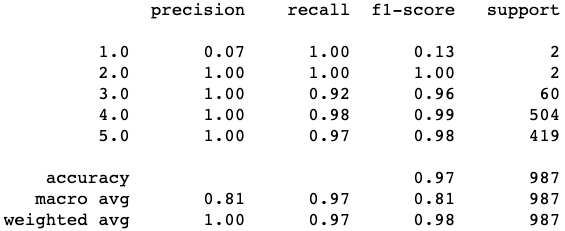 precision recall f1-score support
1.0 0.07 1.00 0.13 2
2.0 1.00 1.00 1.00 2
3.0 1.00 0.92 0.96 60
4.0 1.00 0.98 0.99 504
5.0 1.00 0.97 0.98 419
accuracy 0.97 987
macro avg 0.81 0.97 0.81 987
weighted avg 1.00 0.97 0.98 987